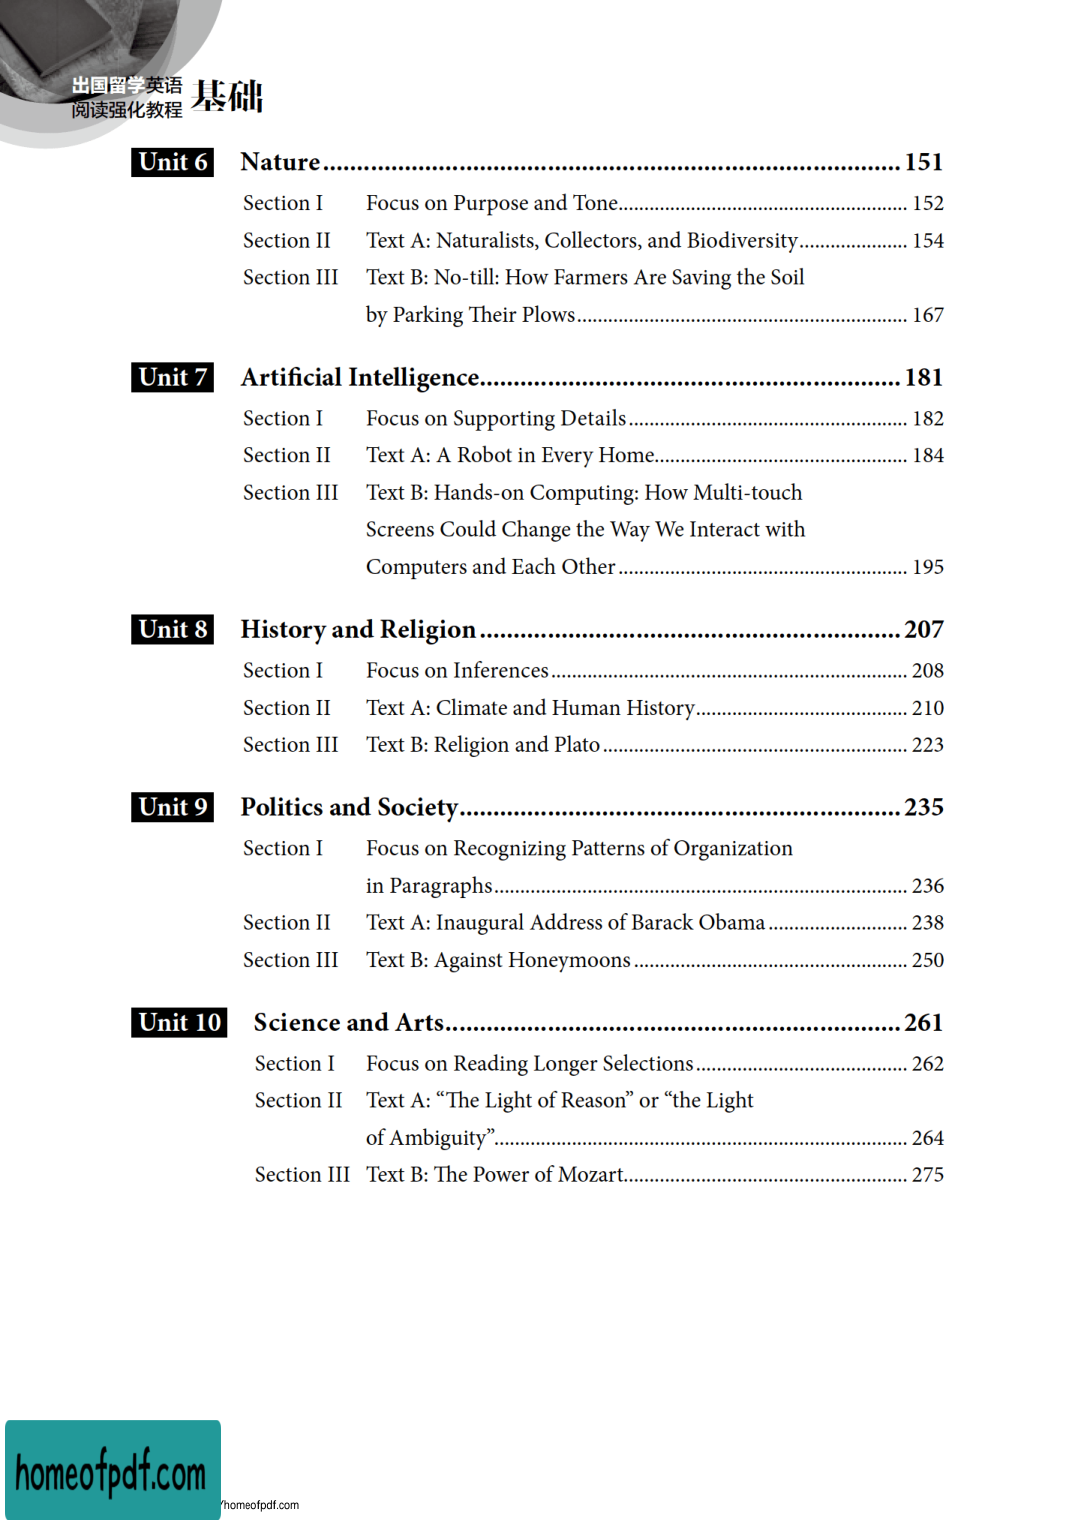 出国留学英语
阅读强化教程 基础
Unit 6 Nature........................................................................................151
Section I Focus on Purpose and Tone......................................................... 152
Section II Text A: Naturalists, Collectors, and Biodiversity..................... 154
Section III Text B: No-till: How Farmers Are Saving the Soil
by Parking Their Plows................................................................. 167
Unit 7 Artificial Intelligence...............................................................181
Section I Focus on Supporting Details....................................................... 182
Section II Text A: A Robot in Every Home.................................................. 184
Section III Text B: Hands-on Computing: How Multi-touch
Screens Could Change the Way We Interact with
Computers and Each Other......................................................... 195
Unit 8 History and Religion...............................................................207
Section I Focus on Inferences...................................................................... 208
Section II Text A: Climate and Human History.......................................... 210
Section III Text B: Religion and Plato............................................................ 223
Unit 9 Politics and Society..................................................................235
Section I Focus on Recognizing Patterns of Organization
in Paragraphs................................................................................. 236
Section II Text A: Inaugural Address of Barack Obama........................... 238
Section III Text B: Against Honeymoons...................................................... 250
Unit 10 Science and Arts....................................................................261
Section I Focus on Reading Longer Selections.......................................... 262
Section II Text A: “The Light of Reason” or “the Light
of Ambiguity”................................................................................. 264
Section III Text B: The Power of Mozart........................................................ 275
homeofpdf.com
/homeofpdf.com